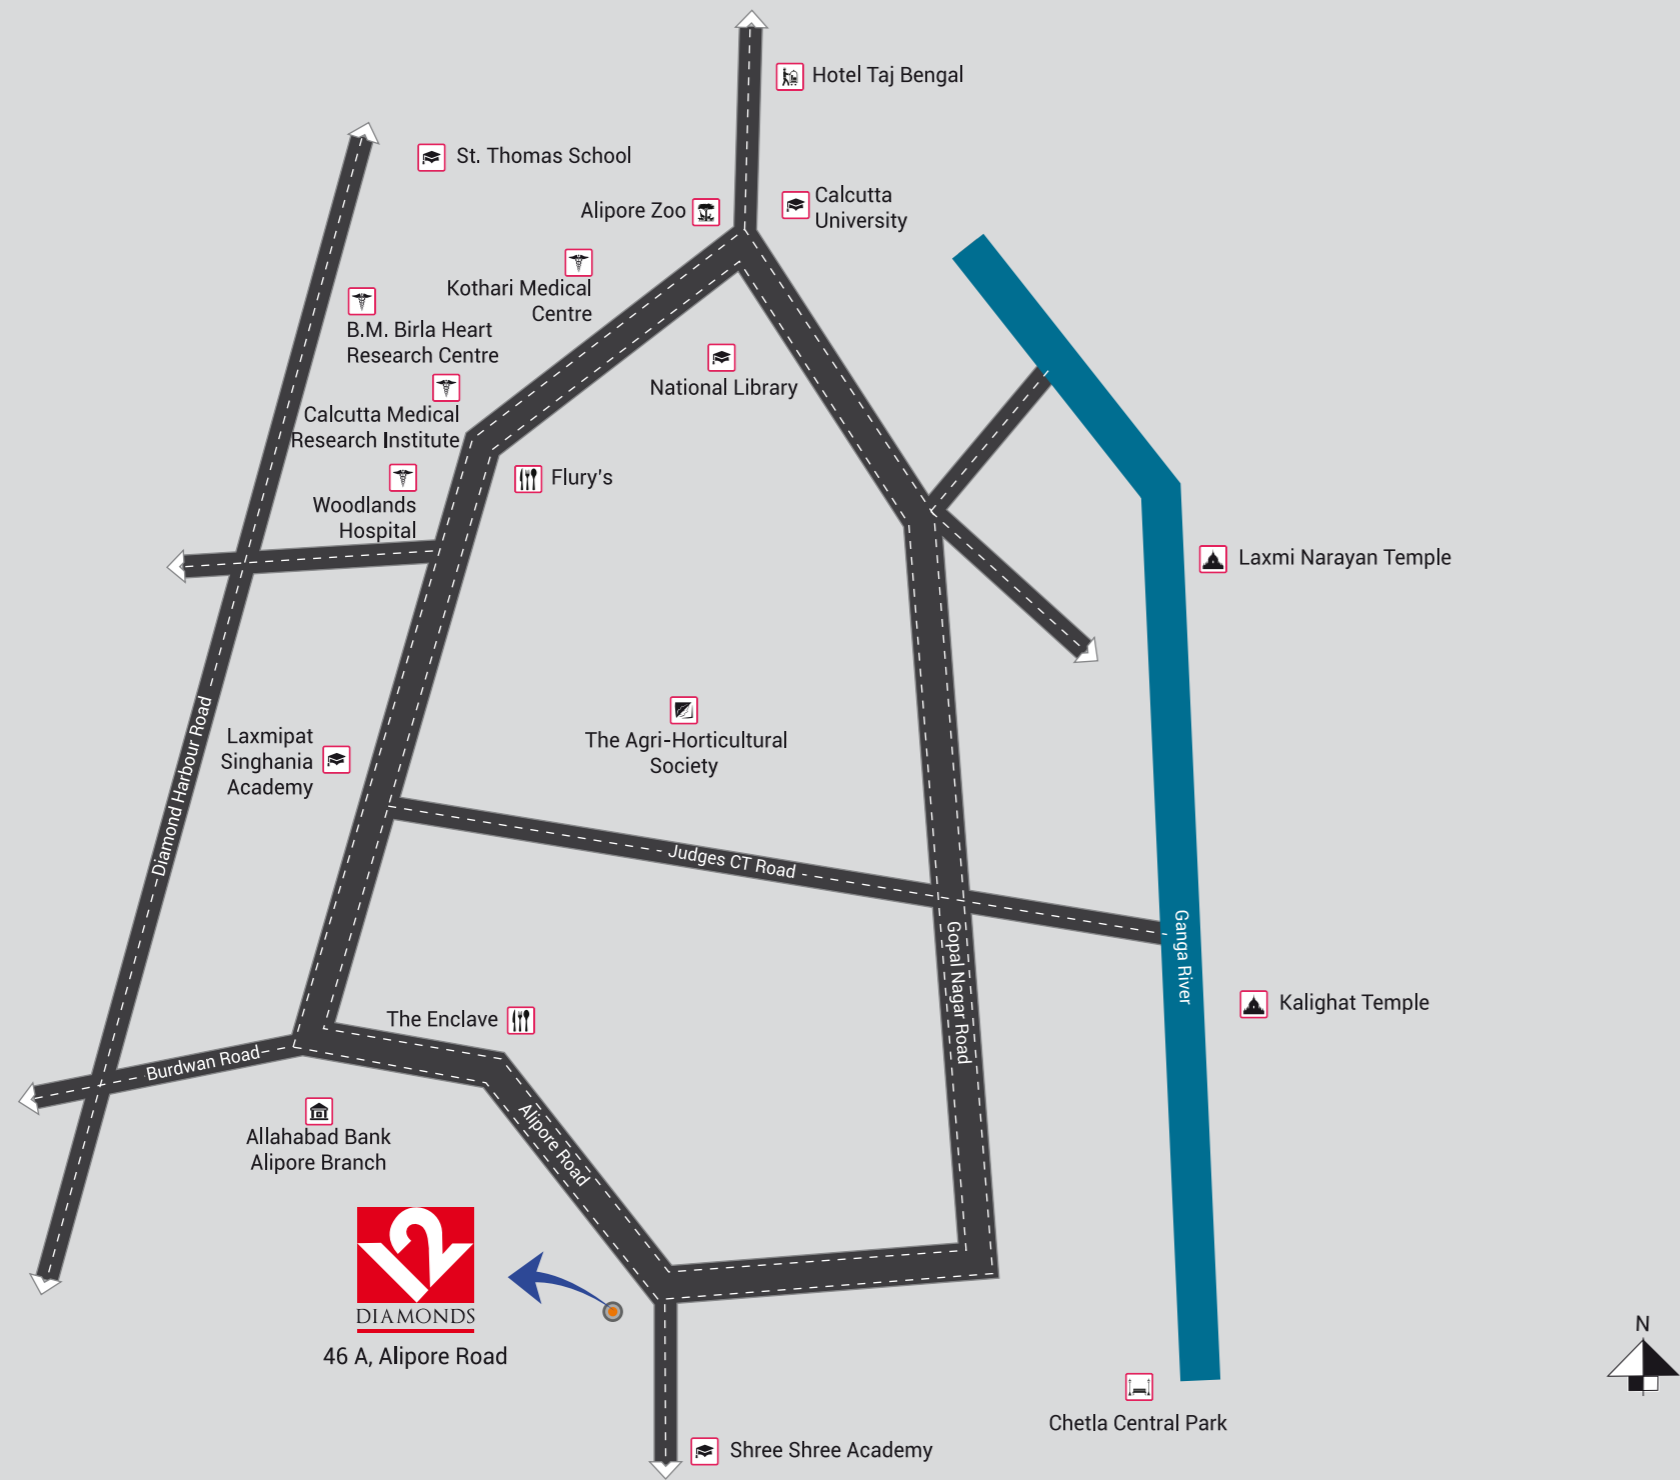 Hotel Taj Bengal
St. Thomas School
Alipore Zoo
Calcutta
University
Kothari Medical
Centre
B.M. Birla Heart
Research Centre
National Library
Calcutta Medical
Research Institute
Flury's
Woodlands
Hospital
Laxmi Narayan Temple
Diamond Harbour Road
Laxmipat
Singhania
Academy
The Agri-Horticultural
Society
Judges CT Road
Gopal Nagar Road
Ganga River
Kalighat Temple
The Enclave
Burdwan Road
Allahabad Bank
Alipore Branch
Alipore Road
12
DIAMONDS
46 A, Alipore Road
N
Chetla Central Park
Shree Shree Academy